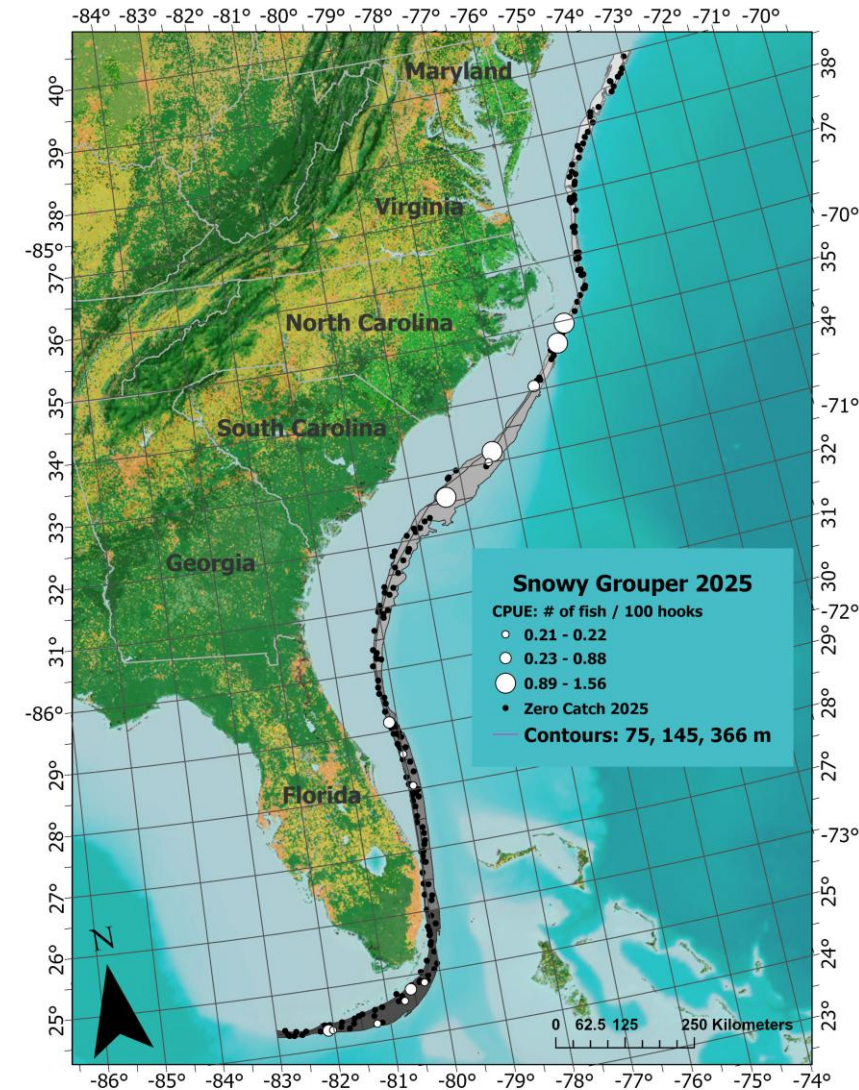 -84° -83° -82° -81° -80° -79° -78° -77° -76° -75° -74° -73° -72° -71° -70°
Maryland
38°
40°
37°
39°
Virginia
38°
-70°
-85°
37°
35°
North Carolina
34°
36°
35°
-71°
South Carolina
32°
34°
31°
33°
Georgia
30°
Snowy Grouper 2025
32°
-72°
CPUE: # of fish / 100 hooks
0.21 - 0.22
29°
31°
0.23 - 0.88
0.89 - 1.56
28°
-86°
Zero Catch 2025
Contours: 75, 145, 366 m
27°
29°
Florida
-73°
28°
25°
27°
N
24°
26°
0 62.5 125 250 Kilometers
23°
25°
-83° -82° -81° -80° -79° -78° -77° -76° -75° -74°